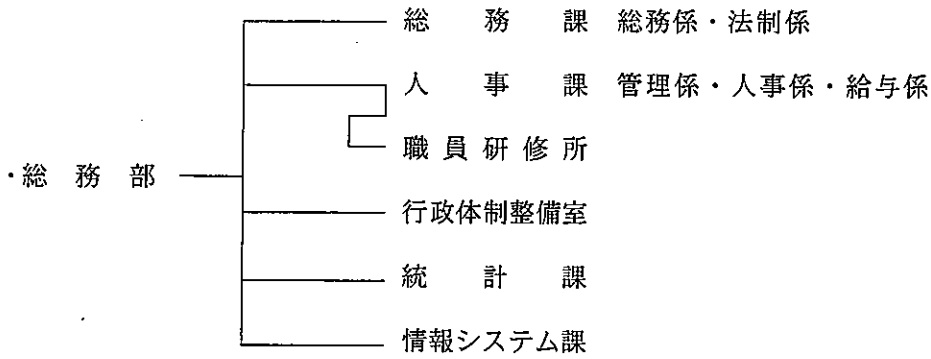 総務課 総務係・法制係
人事課 管理係・人事係・給与係
職員研修所
・総務部
行政体制整備室
統計課
情報システム課